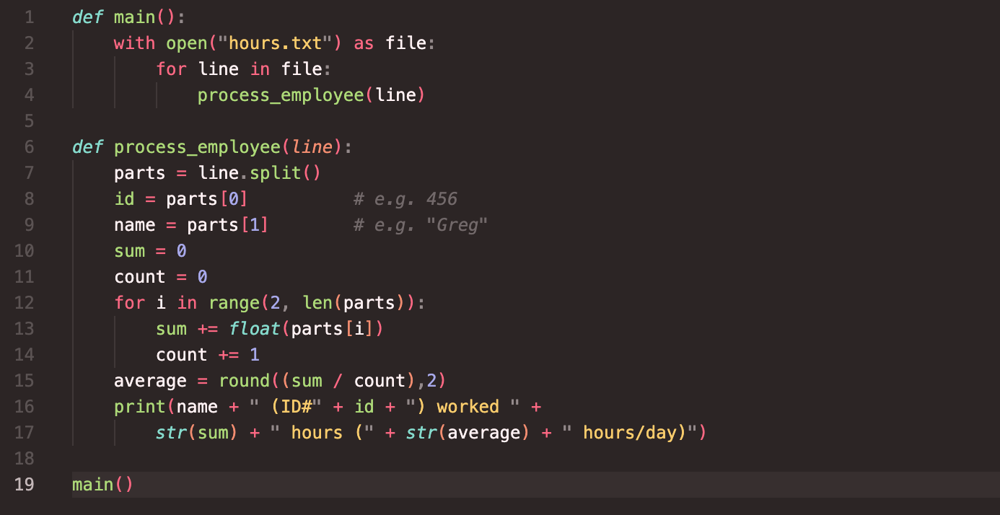 1 def main():
2     with open("hours.txt") as file:
3         for line in file:
4             process_employee(line)
5
6 def process_employee(line):
7     parts = line.split()
8     id = parts[0]          # e.g. 456
9     name = parts[1]        # e.g. "Greg"
10     sum = 0
11     count = 0
12     for i in range(2, len(parts)):
13         sum += float(parts[i])
14         count += 1
15     average = round((sum / count),2)
16     print(name + " (ID#" + id + ") worked " +
17         str(sum) + " hours (" + str(average) + " hours/day)")
18
19 main()